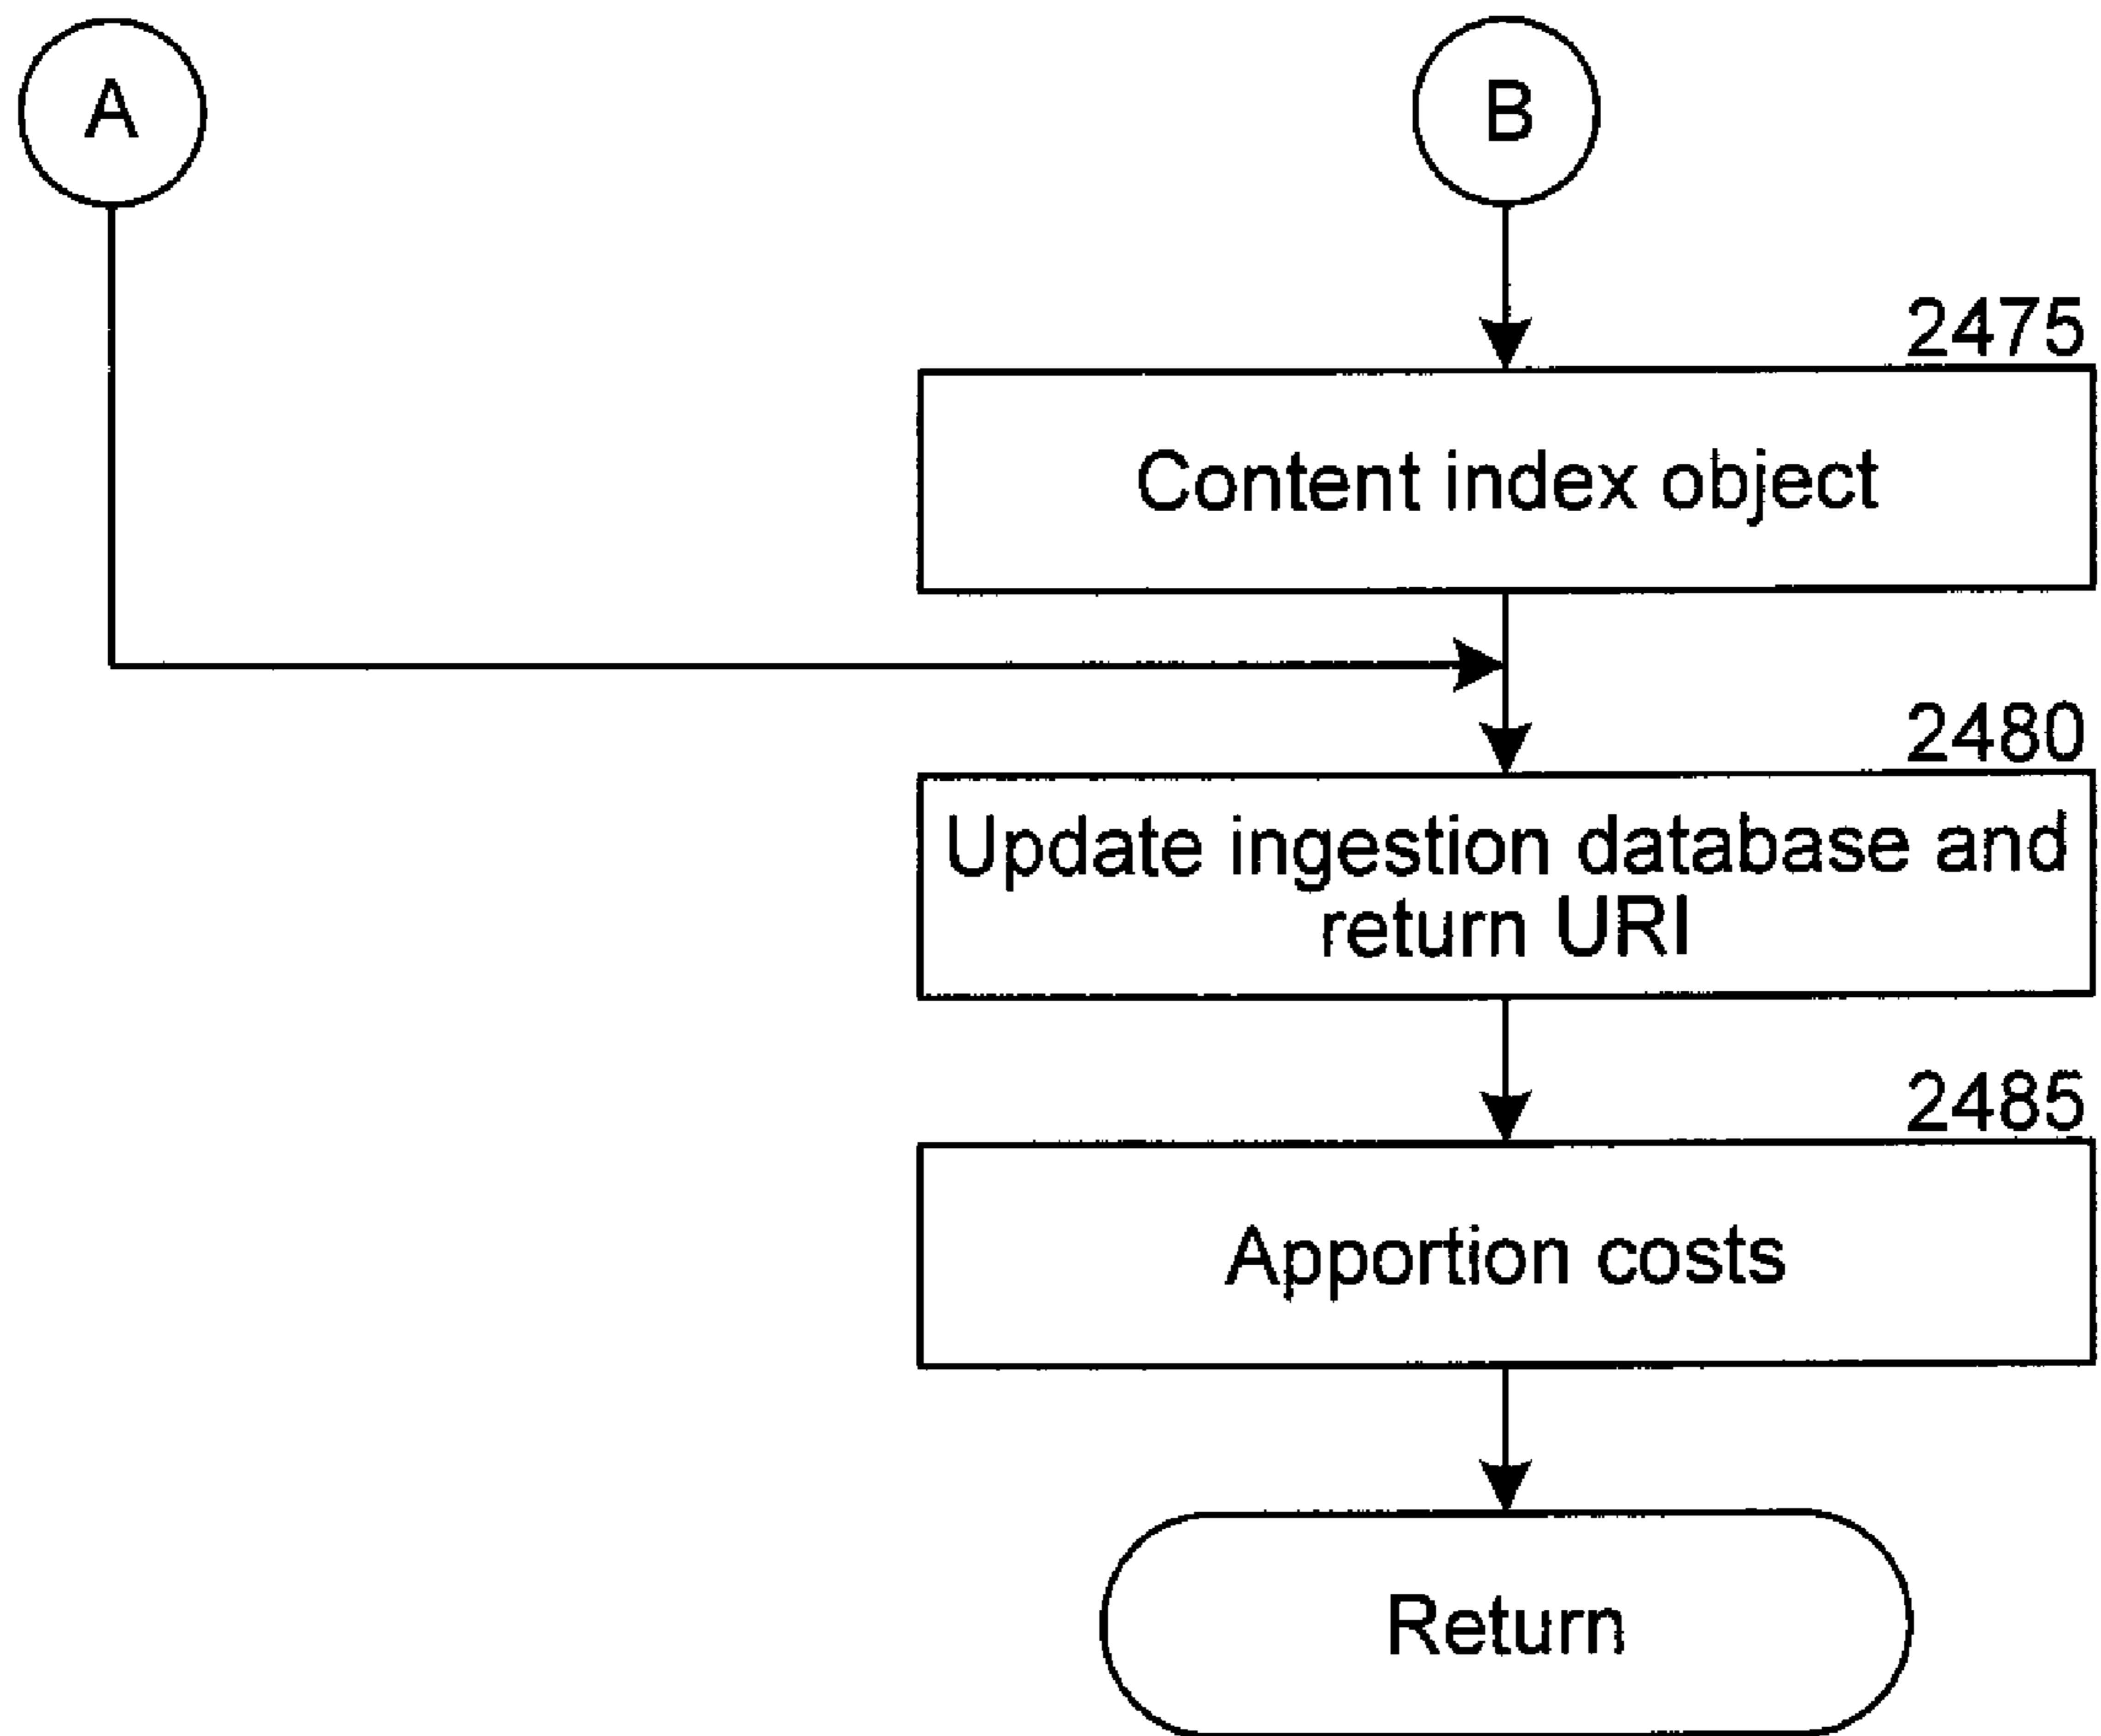 A
B
2475
Content index object
2480
Update ingestion database and
return URI
2485
Apportion costs
Return